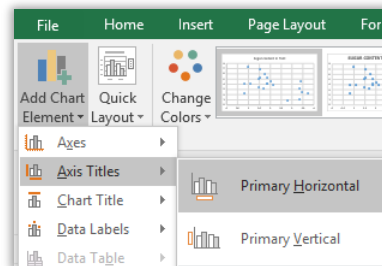 File Home Insert Page Layout For
Add Chart Element
Quick Layout
Change Colors
Axes
Axis Titles
Chart Title
Data Labels
Data Table
Primary Horizontal
Primary Vertical